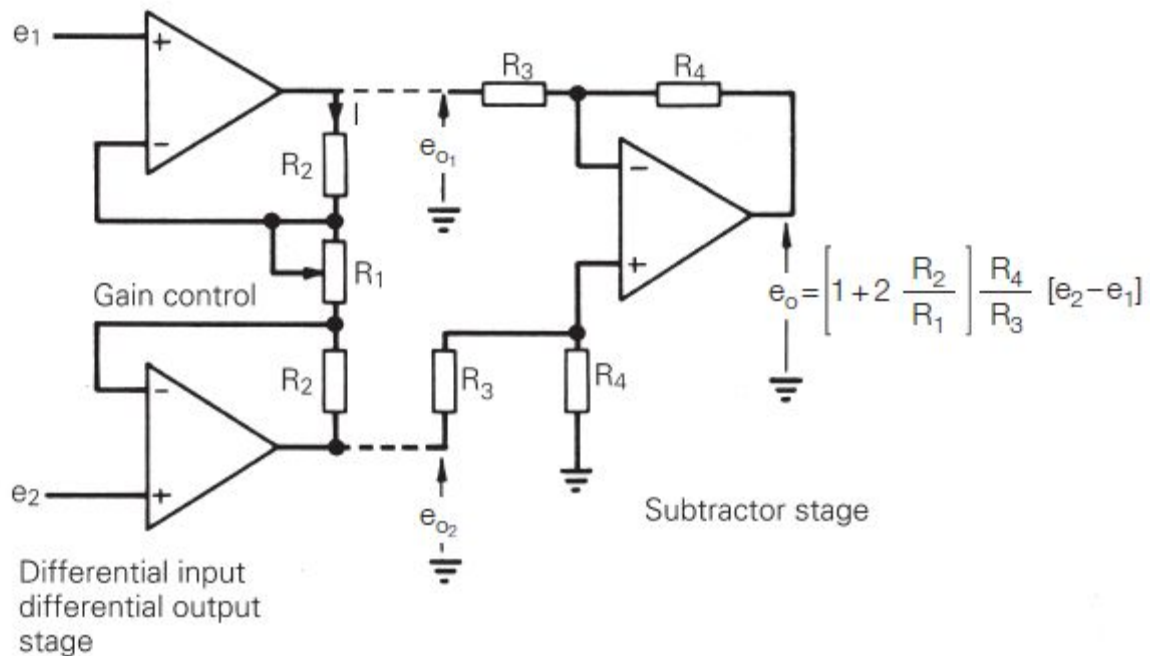 e₁
+
−
I
R₂
R₃
R₄
eₒ₁
−
+
Gain control
R₁
eₒ = [1 + 2 R₂/R₁] R₄/R₃ [e₂ − e₁]
R₂
R₃
R₄
−
+
e₂
eₒ₂
Subtractor stage
Differential input
differential output
stage